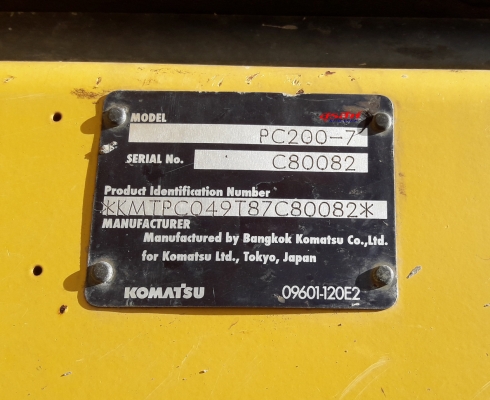 MODEL
PC200-7
SERIAL No. C80082
Product Identification Number
*KMTPC049T87C80082*
MANUFACTURER
Manufactured by Bangkok Komatsu Co.,Ltd.
for Komatsu Ltd., Tokyo, Japan
KOMATSU 09601-120E2